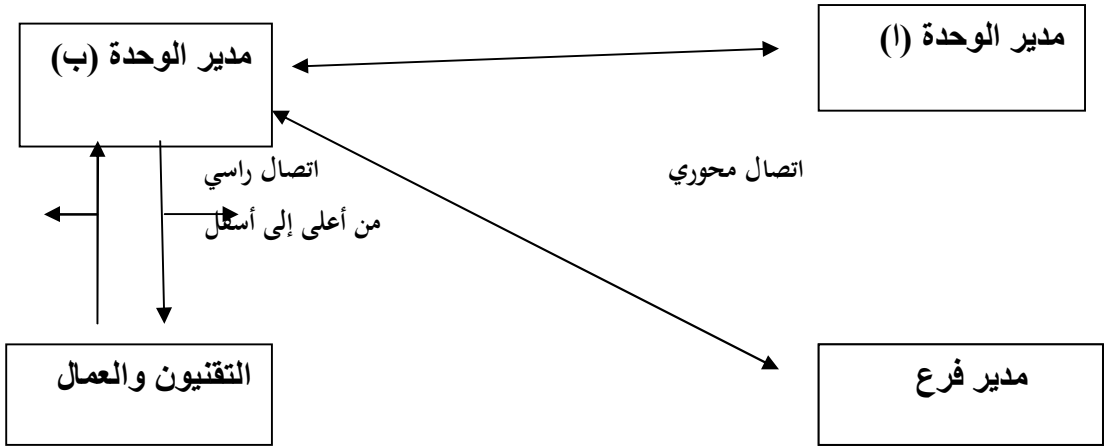 مدير الوحدة (ا)
مدير الوحدة (ب)
اتصال محوري
اتصال راسي
من أعلى إلى أسفل
مدير فرع
التقنيون والعمال